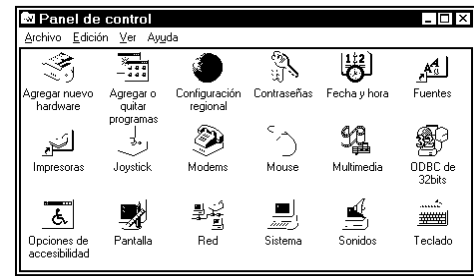 Panel de control
Archivo Edición Ver Ayuda
Agregar nuevo hardware
Agregar o quitar programas
Configuración regional
Contraseñas
Fecha y hora
12
Fuentes
Impresoras
Joystick
Modems
Mouse
Multimedia
ODBC de 32bits
Opciones de accesibilidad
Pantalla
Red
Sistema
Sonidos
Teclado